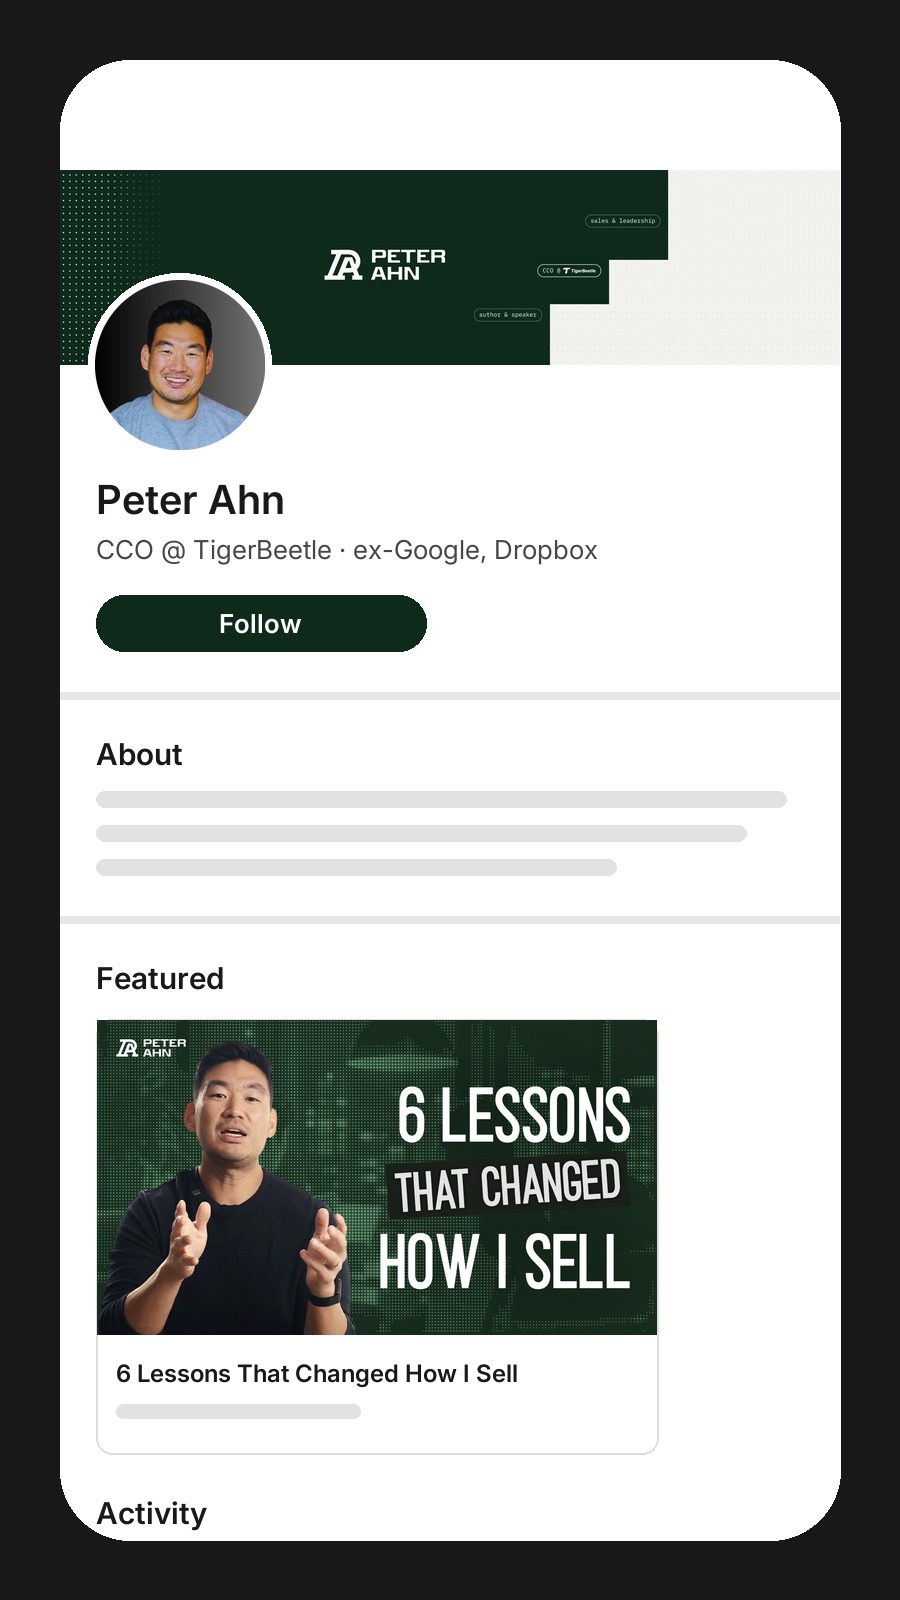 sales & leadership
PETER
AHN
CCO @ TigerBeetle
author & speaker
Peter Ahn
CCO @ TigerBeetle · ex-Google, Dropbox
Follow
About
Featured
PETER
AHN
6 LESSONS
THAT CHANGED
HOW I SELL
6 Lessons That Changed How I Sell
Activity